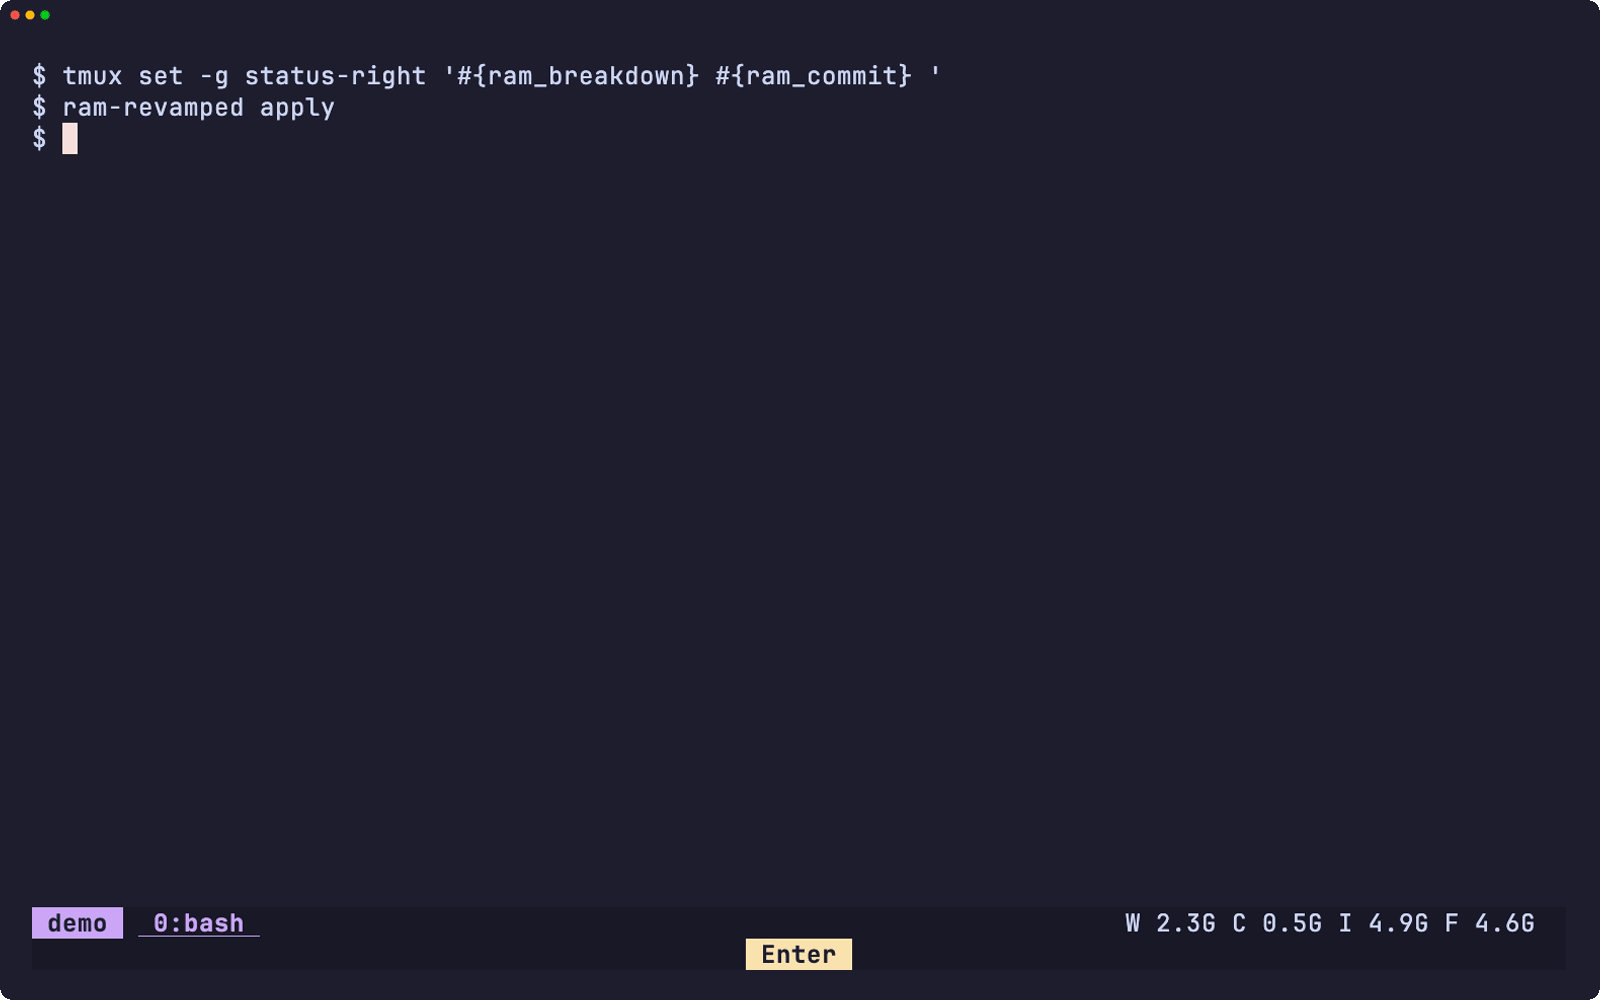 $ tmux set -g status-right '#{ram_breakdown} #{ram_commit} '
$ ram-revamped apply
$
demo 0:bash W 2.3G C 0.5G I 4.9G F 4.6G
Enter